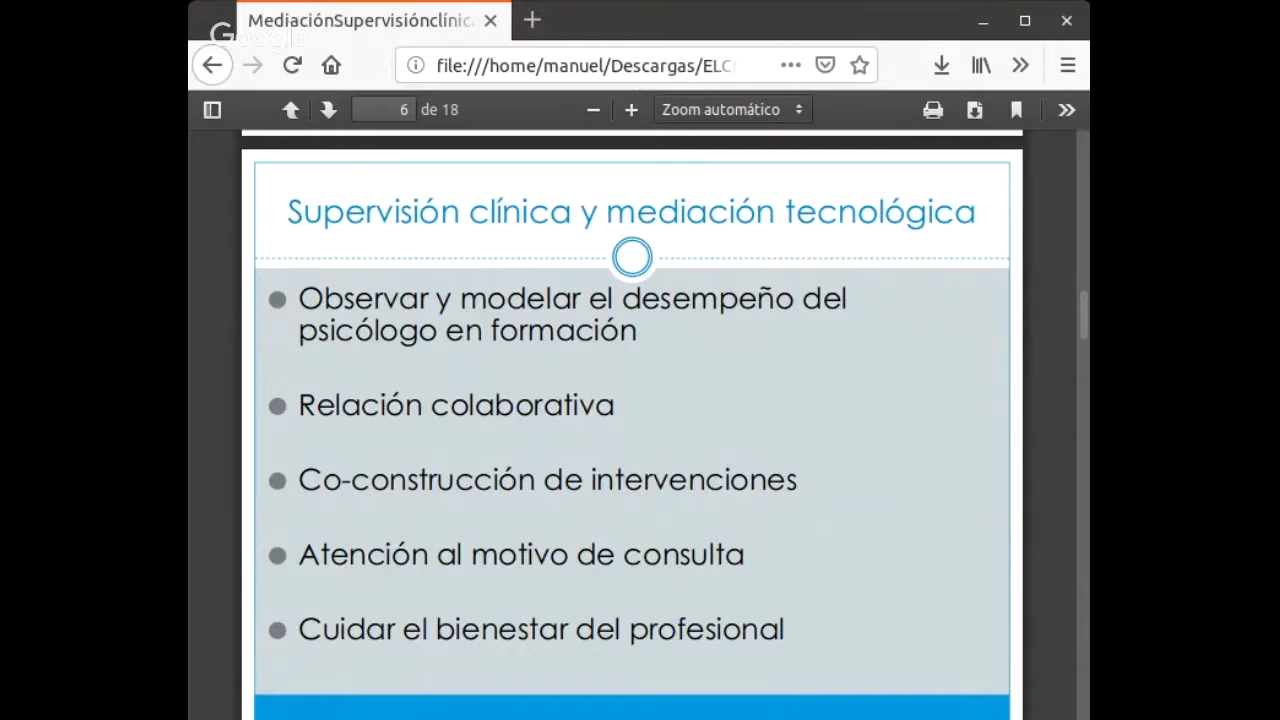 MediaciónSupervisiónclínic
Google
file:///home/manuel/Descargas/ELC
6 de 18
Zoom automático
Supervisión clínica y mediación tecnológica
Observar y modelar el desempeño del
psicólogo en formación
Relación colaborativa
Co-construcción de intervenciones
Atención al motivo de consulta
Cuidar el bienestar del profesional